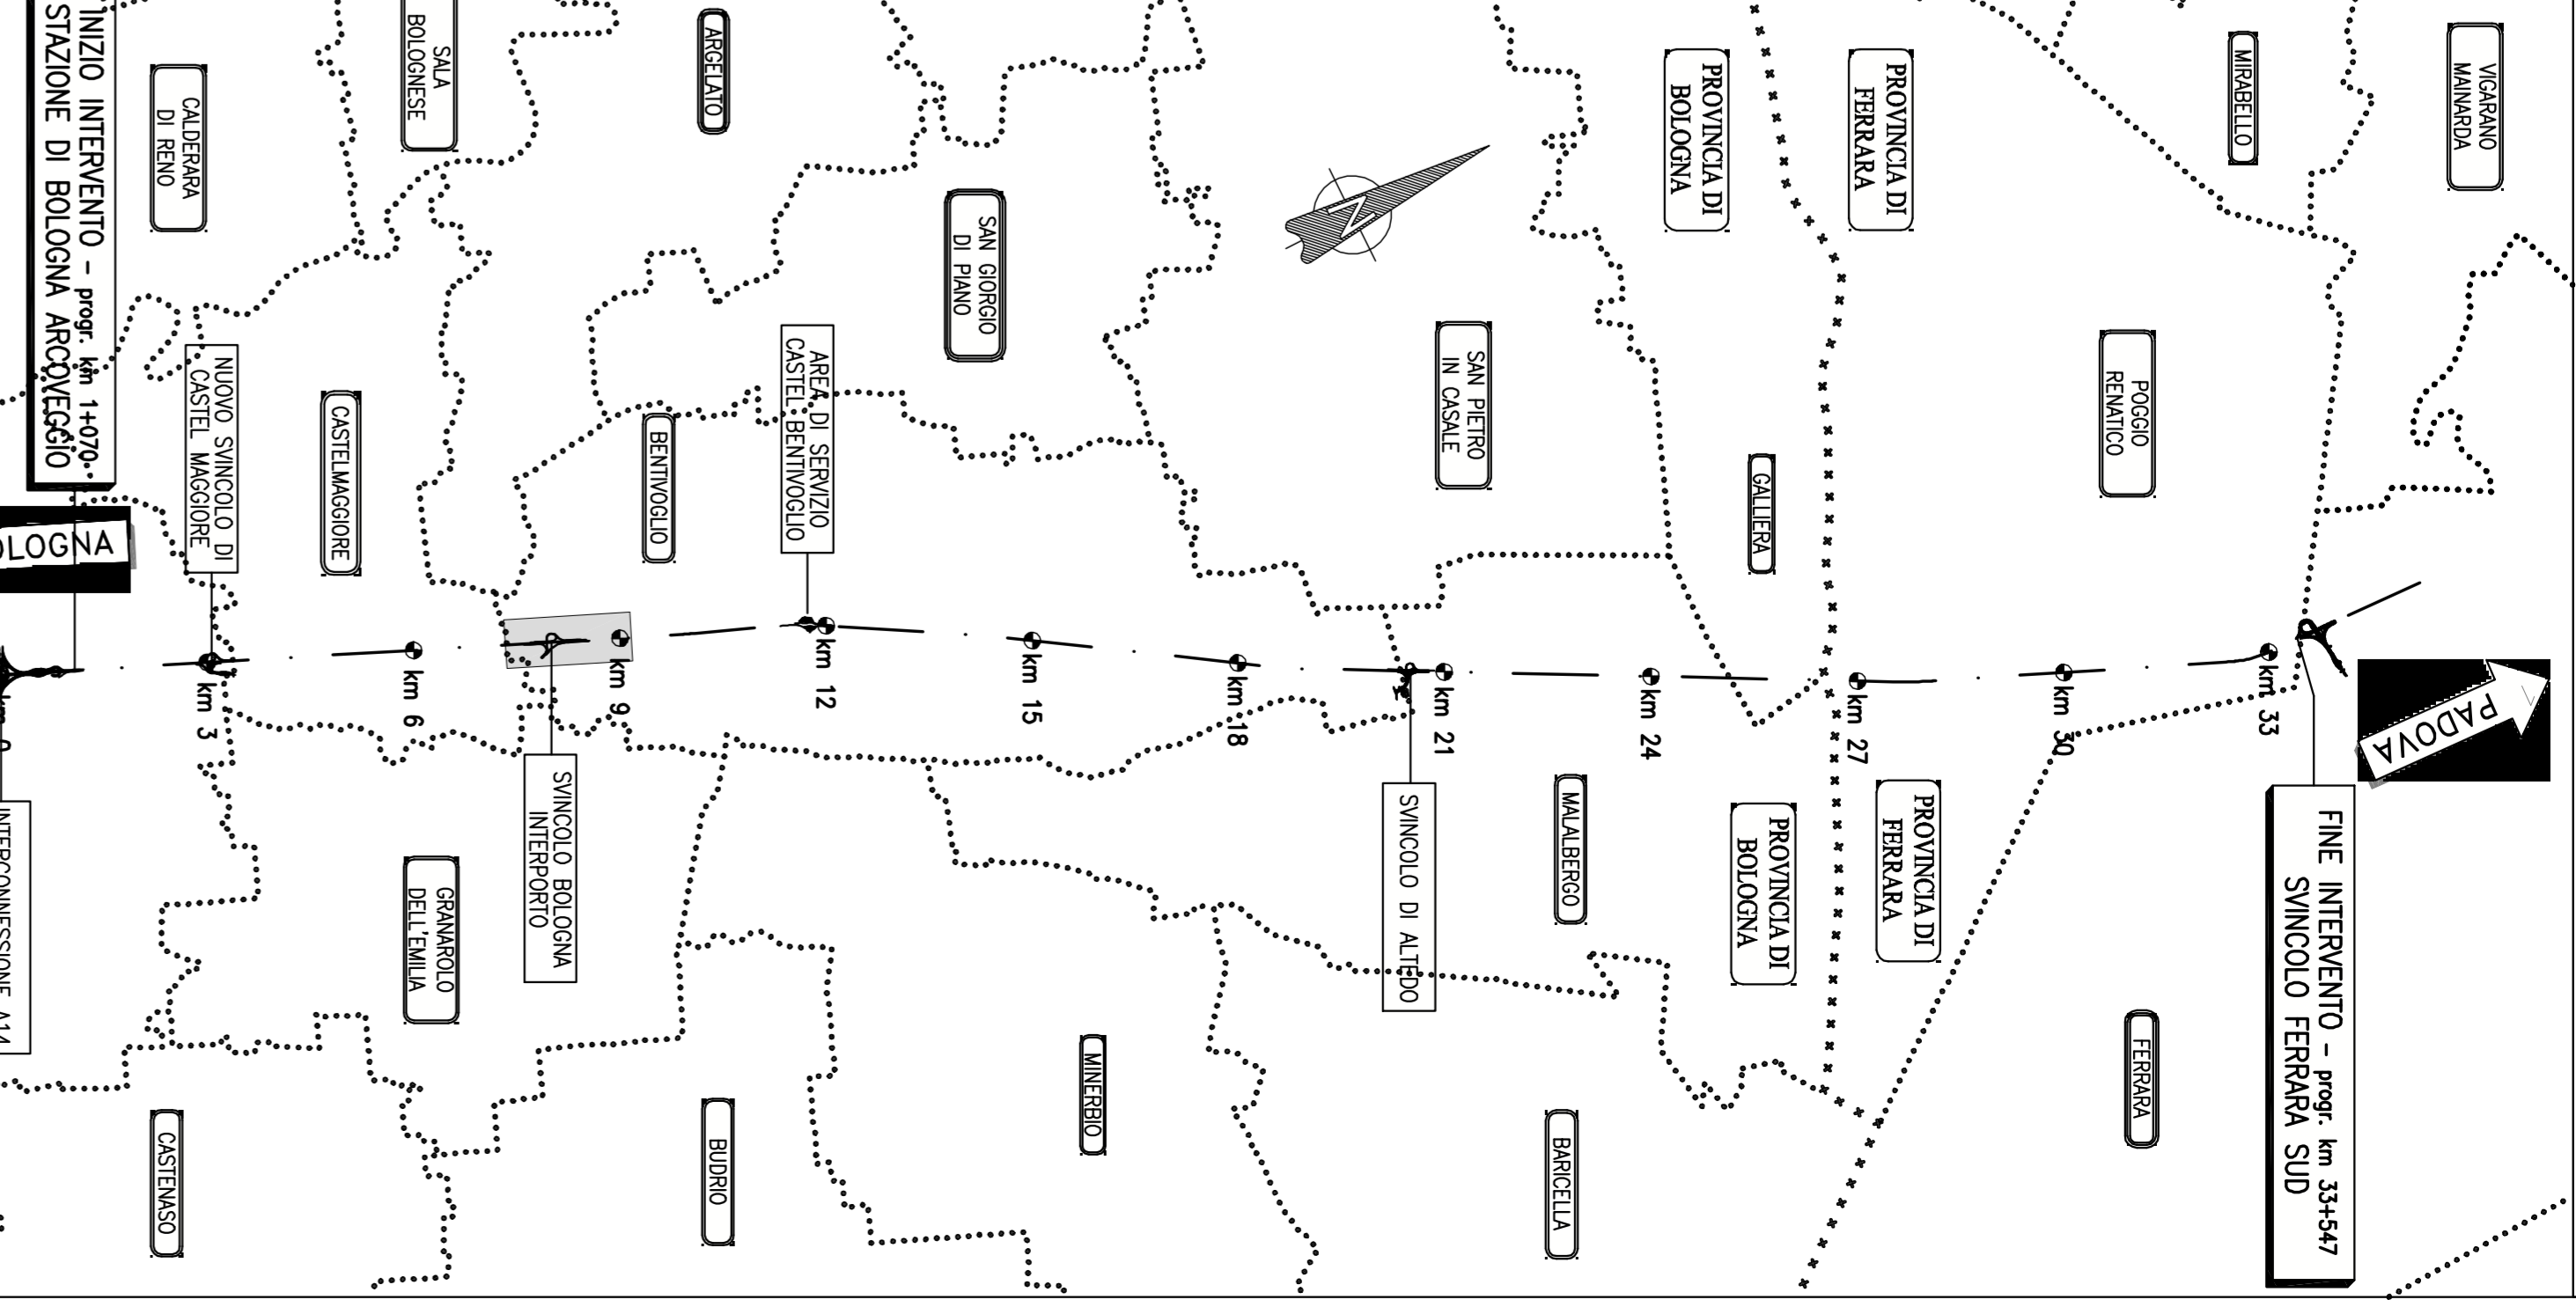 INIZIO INTERVENTO - progr. km 1+070
STAZIONE DI BOLOGNA ARCOVEGGIO
CALDERARA
DI RENO
SALA
BOLOGNESE
ARGELATO
SAN GIORGIO
DI PIANO
N
PROVINCIA DI
BOLOGNA
PROVINCIA DI
FERRARA
MIRABELLO
VIGARANO
MAINARDA
NUOVO SVINCOLO DI
CASTEL MAGGIORE
CASTELMAGGIORE
BENTIVOGLIO
AREA DI SERVIZIO
CASTEL BENTIVOGLIO
SAN PIETRO
IN CASALE
GALLIERA
POGGIO
RENATICO
OLOGNA
km 3
km 6
km 9
km 12
km 15
km 18
km 21
km 24
km 27
km 30
km 33
PADOVA
GRANAROLO
DELL'EMILIA
SVINCOLO BOLOGNA
INTERPORTO
SVINCOLO DI ALTEDO
MALALBERGO
PROVINCIA DI
BOLOGNA
PROVINCIA DI
FERRARA
FINE INTERVENTO - progr. km 33+547
SVINCOLO FERRARA SUD
INTERCONNESSIONE A14
CASTENASO
BUDRIO
MINERBIO
BARICELLA
FERRARA